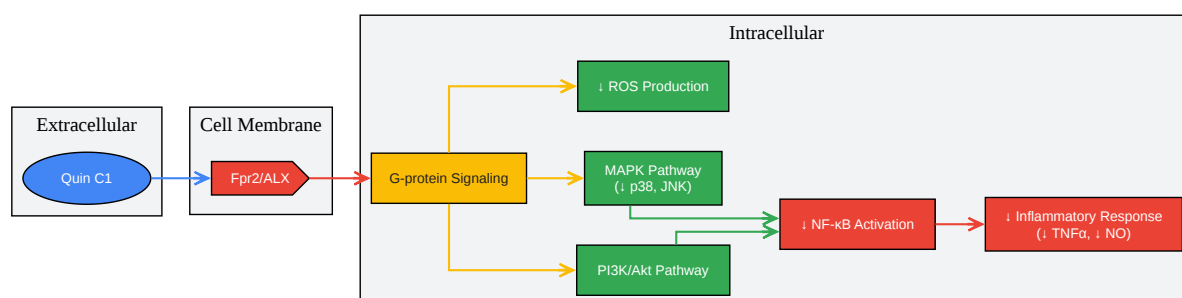 Intracellular
Extracellular
Cell Membrane
Quin C1
Fpr2/ALX
G-protein Signaling
↓ ROS Production
MAPK Pathway
(↓ p38, JNK)
PI3K/Akt Pathway
↓ NF-κB Activation
↓ Inflammatory Response
(↓ TNFα, ↓ NO)